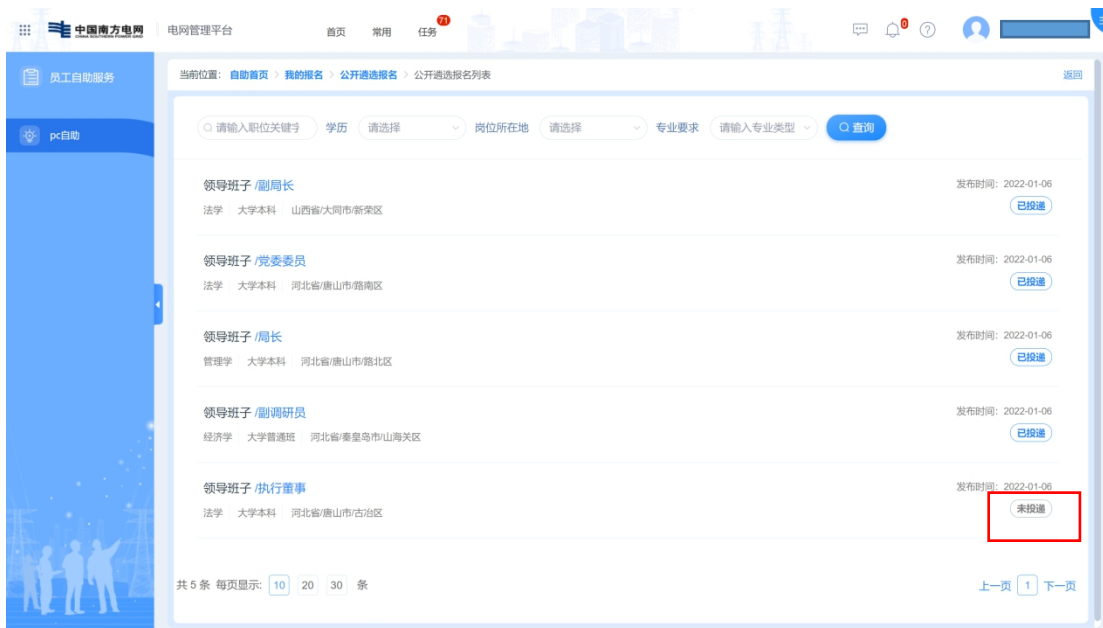 中国南方电网
CHINA SOUTHERN POWER GRID
电网管理平台
首页 常用 任务 71
0
员工自助服务
当前位置: 自助首页 > 我的报名 > 公开遴选报名 > 公开遴选报名列表 返回
pc自助
请输入职位关键字 学历 请选择 岗位所在地 请选择 专业要求 请输入专业类型 查询
领导班子 /副局长 发布时间: 2022-01-06
法学 大学本科 山西省/大同市/新荣区 已投递
领导班子 /党委委员 发布时间: 2022-01-06
法学 大学本科 河北省/唐山市/路南区 已投递
领导班子 /局长 发布时间: 2022-01-06
管理学 大学本科 河北省/唐山市/路北区 已投递
领导班子 /副调研员 发布时间: 2022-01-06
经济学 大学普通班 河北省/秦皇岛市/山海关区 已投递
领导班子 /执行董事 发布时间: 2022-01-06
法学 大学本科 河北省/唐山市/古冶区 未投递
共 5 条 每页显示: 10 20 30 条 上一页 1 下一页